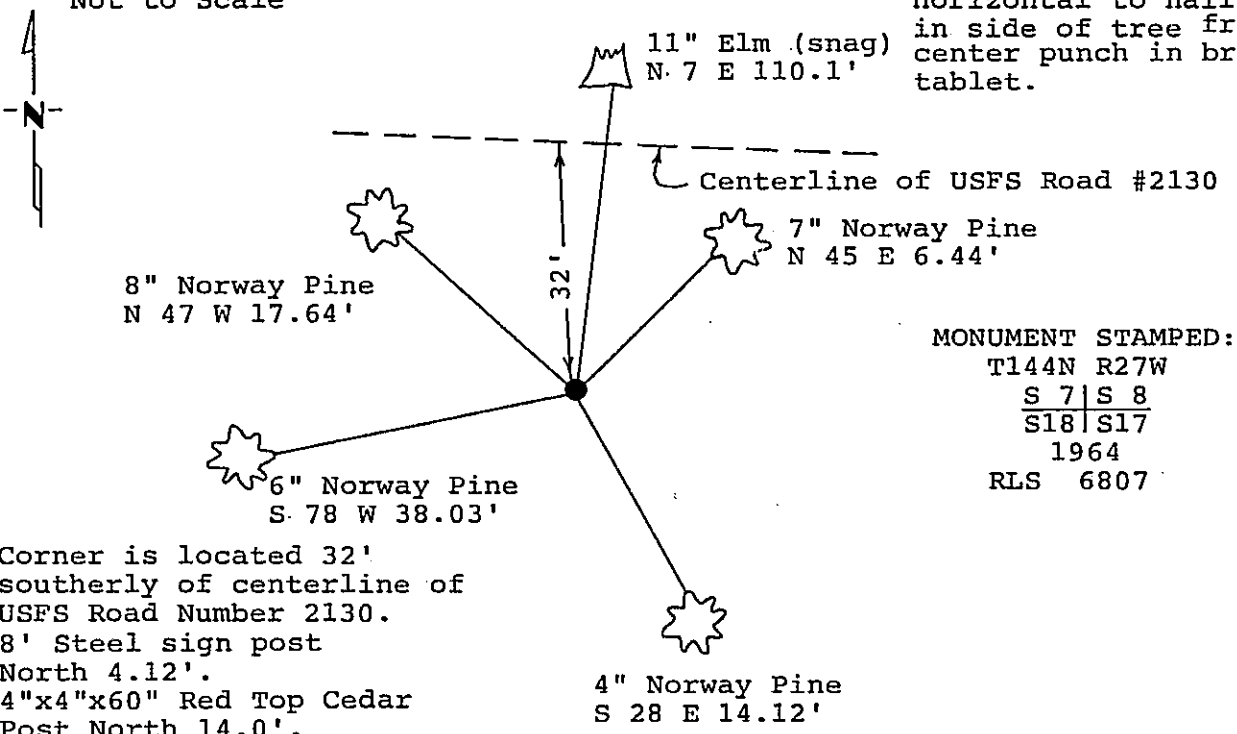 Not to Scale
N
horizontal to nail
in side of tree fr
center punch in br
tablet.
11" Elm (snag)
N 7 E 110.1'
Centerline of USFS Road #2130
7" Norway Pine
N 45 E 6.44'
8" Norway Pine
N 47 W 17.64'
32'
MONUMENT STAMPED:
T144N R27W
S 7|S 8
S18|S17
1964
RLS 6807
6" Norway Pine
S 78 W 38.03'
Corner is located 32'
southerly of centerline of
USFS Road Number 2130.
8' Steel sign post
North 4.12'.
4"x4"x60" Red Top Cedar
Post North 14.0'.
4" Norway Pine
S 28 E 14.12'